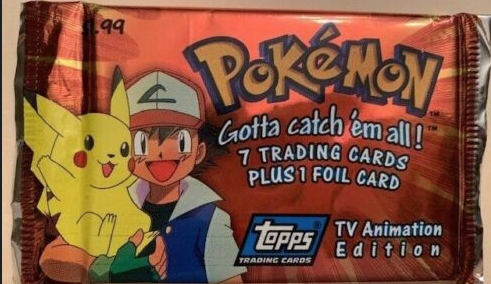 .99
POKéMON™
Gotta catch 'em all!™
7 TRADING CARDS
PLUS 1 FOIL CARD
topps®
TRADING CARDS
TV Animation
Edition